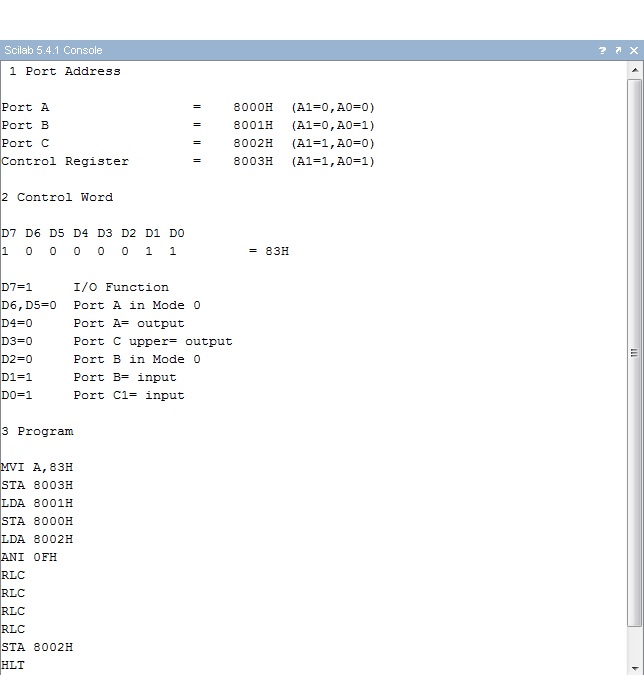 Scilab 5.4.1 Console
1 Port Address
Port A = 8000H (A1=0,A0=0)
Port B = 8001H (A1=0,A0=1)
Port C = 8002H (A1=1,A0=0)
Control Register = 8003H (A1=1,A0=1)
2 Control Word
D7 D6 D5 D4 D3 D2 D1 D0
1 0 0 0 0 0 1 1 = 83H
D7=1 I/O Function
D6,D5=0 Port A in Mode 0
D4=0 Port A= output
D3=0 Port C upper= output
D2=0 Port B in Mode 0
D1=1 Port B= input
D0=1 Port C1= input
3 Program
MVI A,83H
STA 8003H
LDA 8001H
STA 8000H
LDA 8002H
ANI 0FH
RLC
RLC
RLC
RLC
STA 8002H
HLT